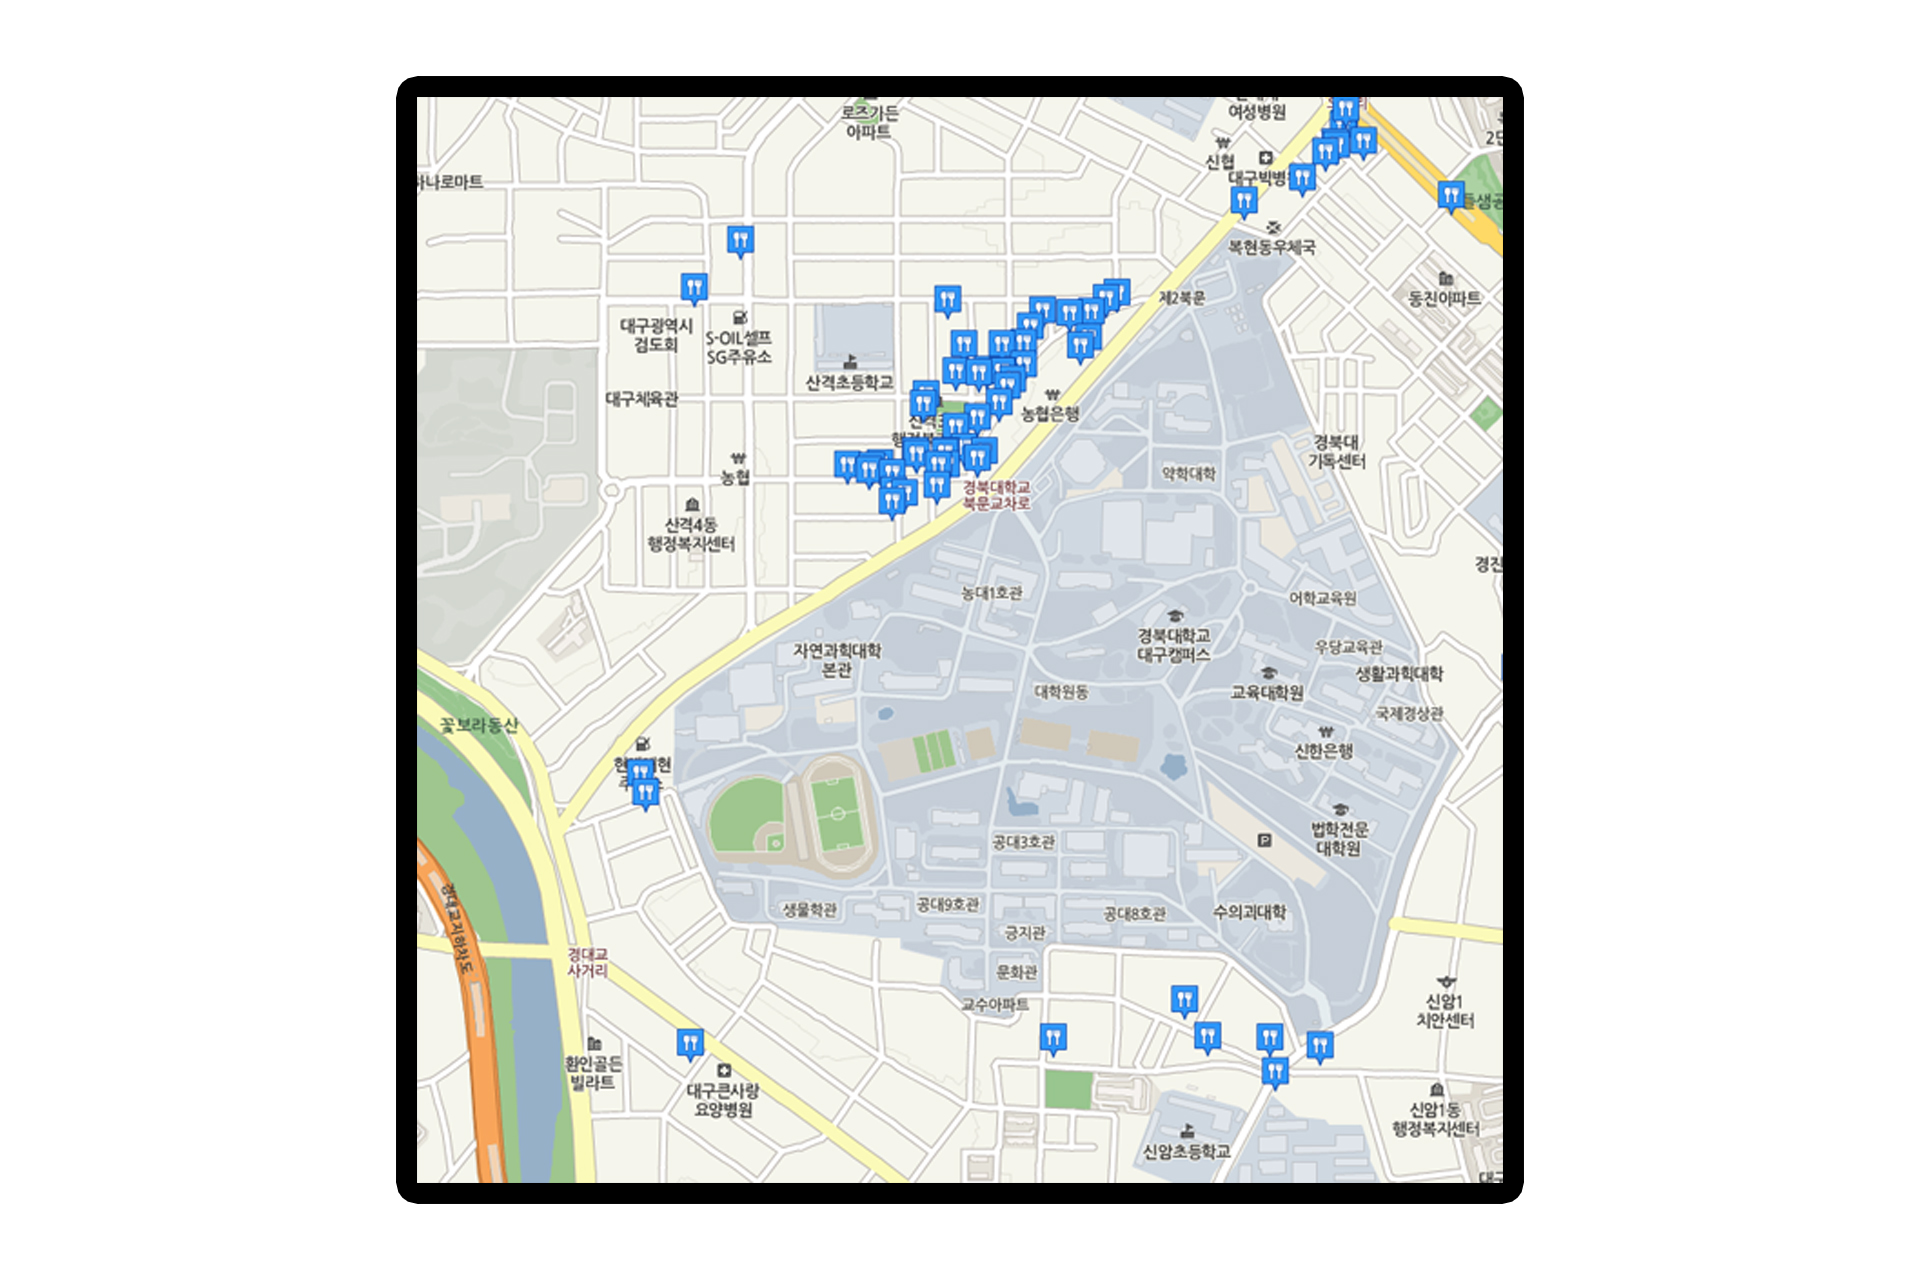 로즈가든
아파트
여성병원
신협
대구빅병
하나로마트
복현동우체국
제2북문
동진아파트
대구광역시
검도회
S-OIL셀프
SG주유소
산격초등학교
대구체육관
농협은행
경북대
기독센터
약학대학
농협
경북대학교
북문교차로
산격4동
행정복지센터
경진
농대1호관
어학교육원
경북대학교
대구캠퍼스
자연과학대학
본관
우당교육관
생활과학대학
대학원동
교육대학원
국제경상관
꽃보라동산
신한은행
법학전문
대학원
P
공대3호관
생물학관
공대9호관
공대8호관
수의과대학
긍지관
경대교지하차도
경대교
사거리
문화관
교수아파트
신암1
치안센터
환인골든
빌라트
대구큰사랑
요양병원
신암1동
행정복지센터
신암초등학교